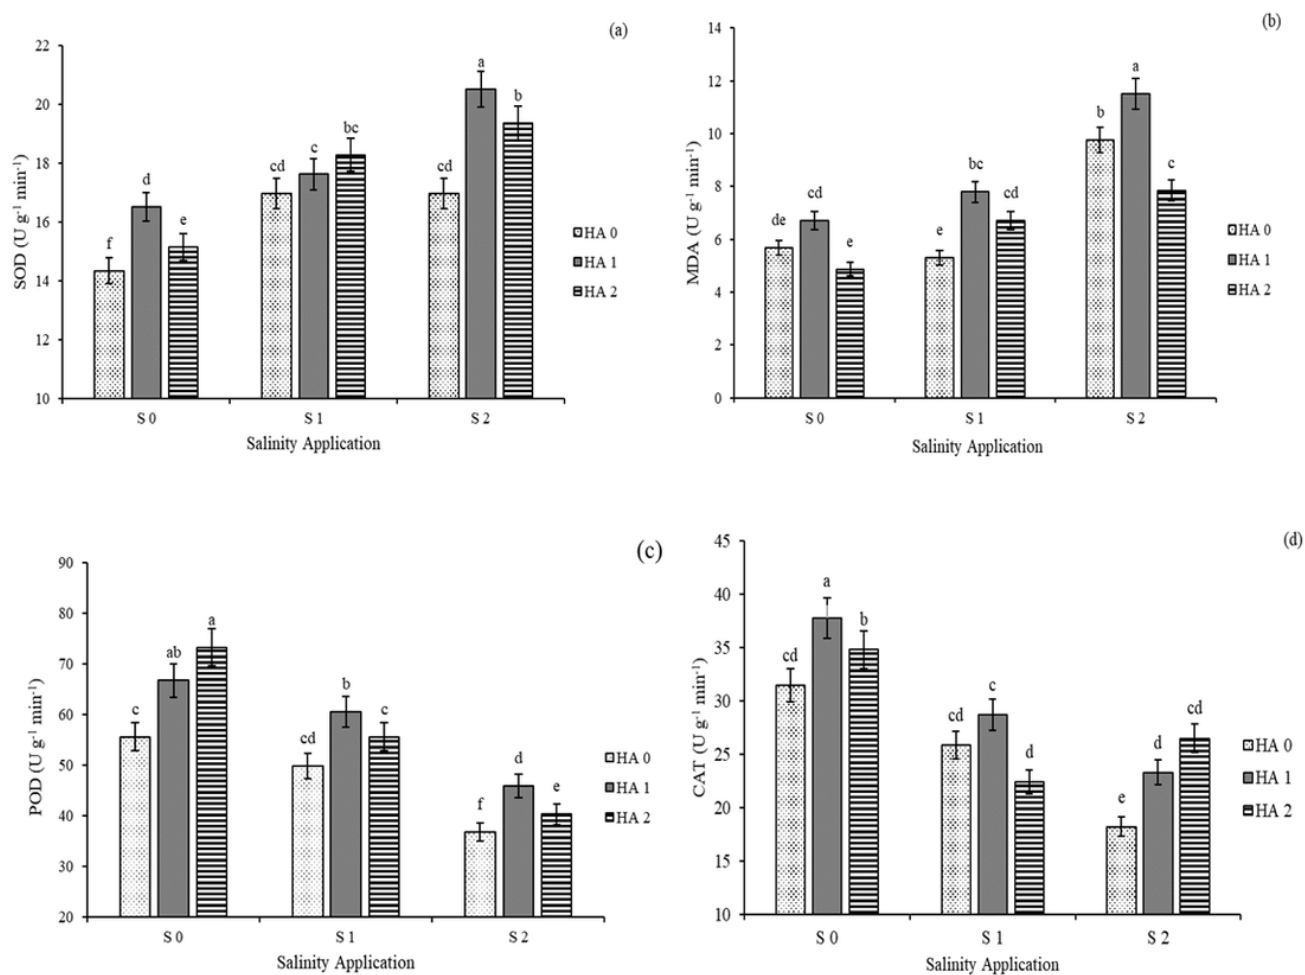 (a)
22
20
18
16
14
12
10
SOD (U g⁻¹ min⁻¹)
f
d
e
cd
c
bc
cd
a
b
S 0
S 1
S 2
Salinity Application
HA 0
HA 1
HA 2
(b)
14
12
10
8
6
4
2
0
MDA (U g⁻¹ min⁻¹)
de
cd
e
e
bc
cd
b
a
c
S 0
S 1
S 2
Salinity Application
HA 0
HA 1
HA 2
(c)
90
80
70
60
50
40
30
20
POD (U g⁻¹ min⁻¹)
c
ab
a
cd
b
c
f
d
e
S 0
S 1
S 2
Salinity Application
HA 0
HA 1
HA 2
(d)
45
40
35
30
25
20
15
10
CAT (U g⁻¹ min⁻¹)
cd
a
b
cd
c
d
e
d
cd
S 0
S 1
S 2
Salinity Application
HA 0
HA 1
HA 2